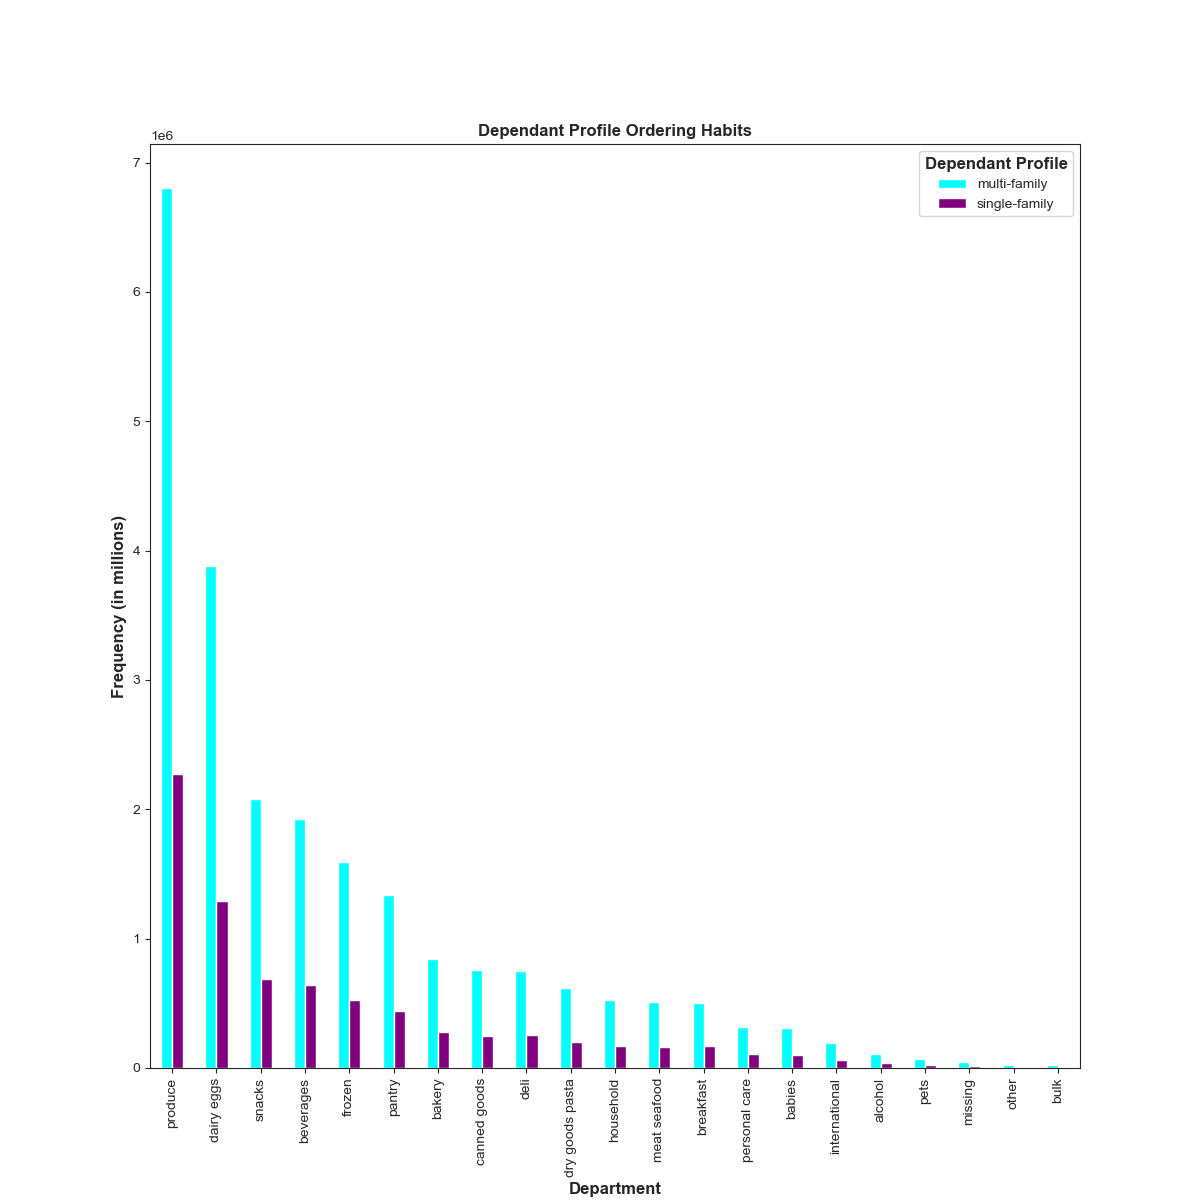 Dependant Profile Ordering Habits
1e6
Dependant Profile
multi-family
single-family
7
6
5
4
3
2
1
0
Frequency (in millions)
produce
dairy eggs
snacks
beverages
frozen
pantry
bakery
canned goods
deli
dry goods pasta
household
meat seafood
breakfast
personal care
babies
international
alcohol
pets
missing
other
bulk
Department